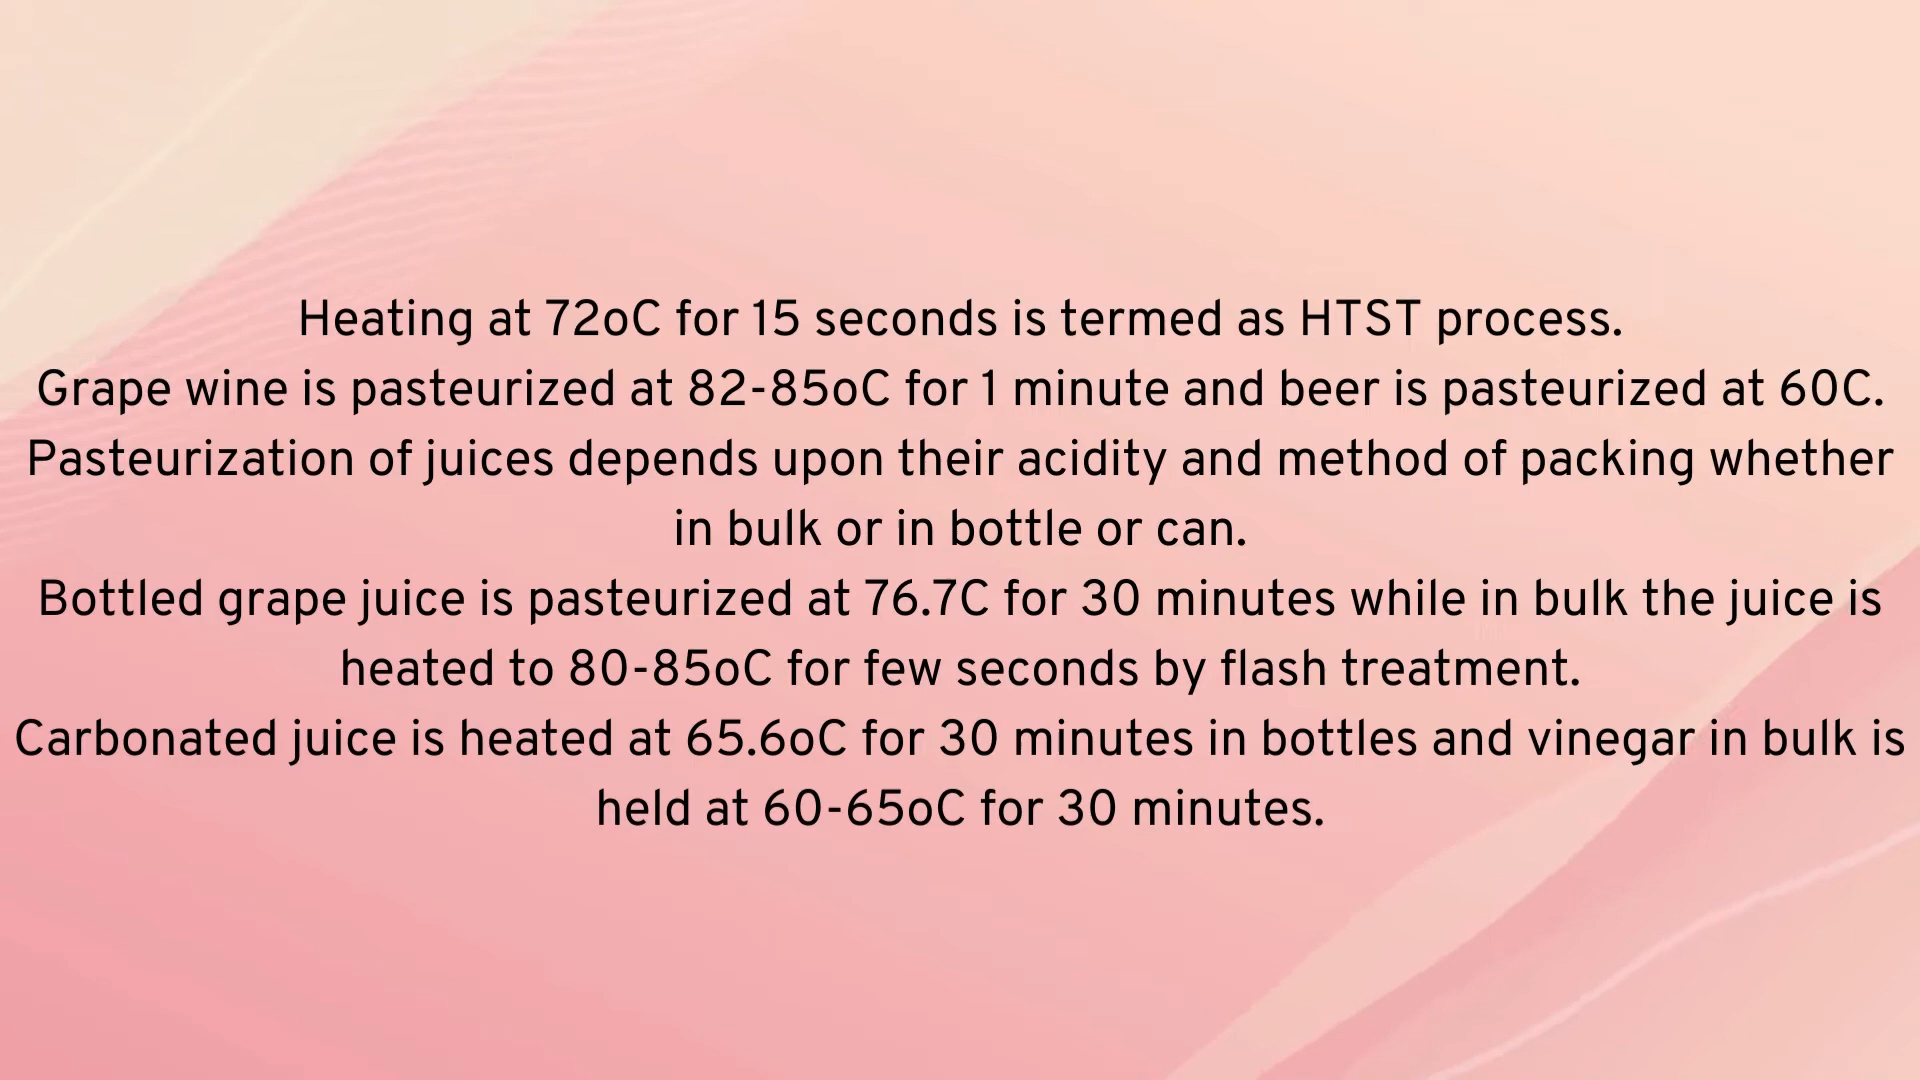 Heating at 72oC for 15 seconds is termed as HTST process.
Grape wine is pasteurized at 82-85oC for 1 minute and beer is pasteurized at 60C.
Pasteurization of juices depends upon their acidity and method of packing whether
in bulk or in bottle or can.
Bottled grape juice is pasteurized at 76.7C for 30 minutes while in bulk the juice is
heated to 80-85oC for few seconds by flash treatment.
Carbonated juice is heated at 65.6oC for 30 minutes in bottles and vinegar in bulk is
held at 60-65oC for 30 minutes.